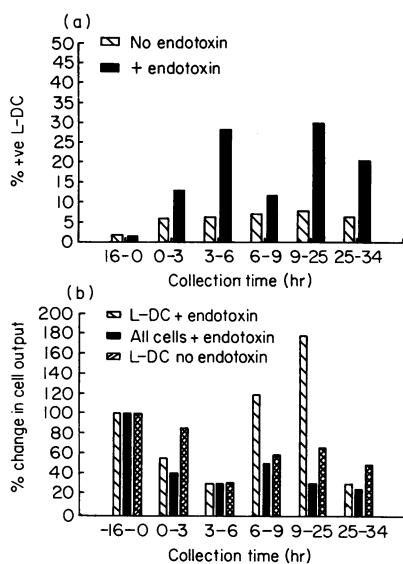 (a)
No endotoxin
+ endotoxin
% +ve L-DC
50
45
40
35
30
25
20
15
10
5
0
16-0 0-3 3-6 6-9 9-25 25-34
Collection time (hr)
(b)
L-DC + endotoxin
All cells + endotoxin
L-DC no endotoxin
% change in cell output
200
180
160
140
120
100
80
60
40
20
0
-16-0 0-3 3-6 6-9 9-25 25-34
Collection time (hr)